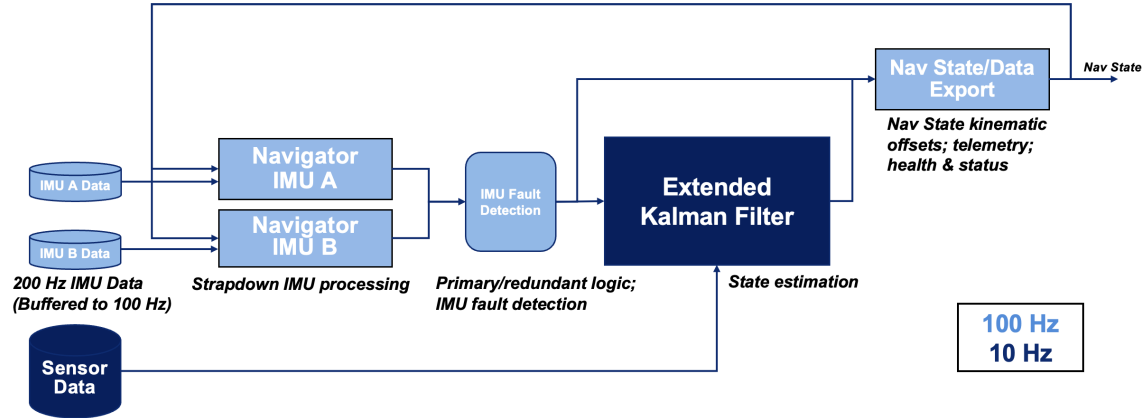 Nav State/Data
Export
Nav State
Nav State kinematic
offsets; telemetry;
health & status
Navigator
IMU A
IMU A Data
IMU Fault
Detection
Extended
Kalman Filter
Navigator
IMU B
IMU B Data
200 Hz IMU Data
(Buffered to 100 Hz)
Strapdown IMU processing
Primary/redundant logic;
IMU fault detection
State estimation
100 Hz
10 Hz
Sensor
Data